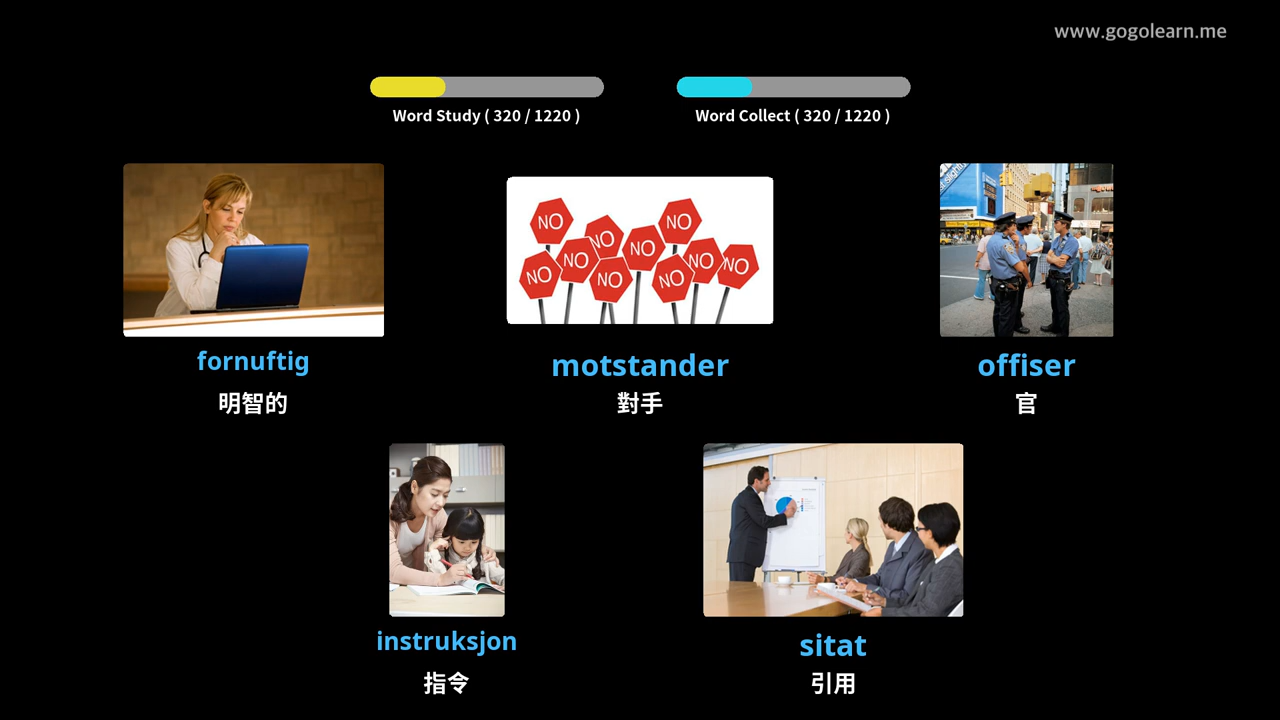 www.gogolearn.me
Word Study ( 320 / 1220 )
Word Collect ( 320 / 1220 )
NO
NO
NO
NO
NO
NO
NO
NO
NO
NO
fornuftig
明智的
motstander
對手
offiser
官
instruksjon
指令
sitat
引用